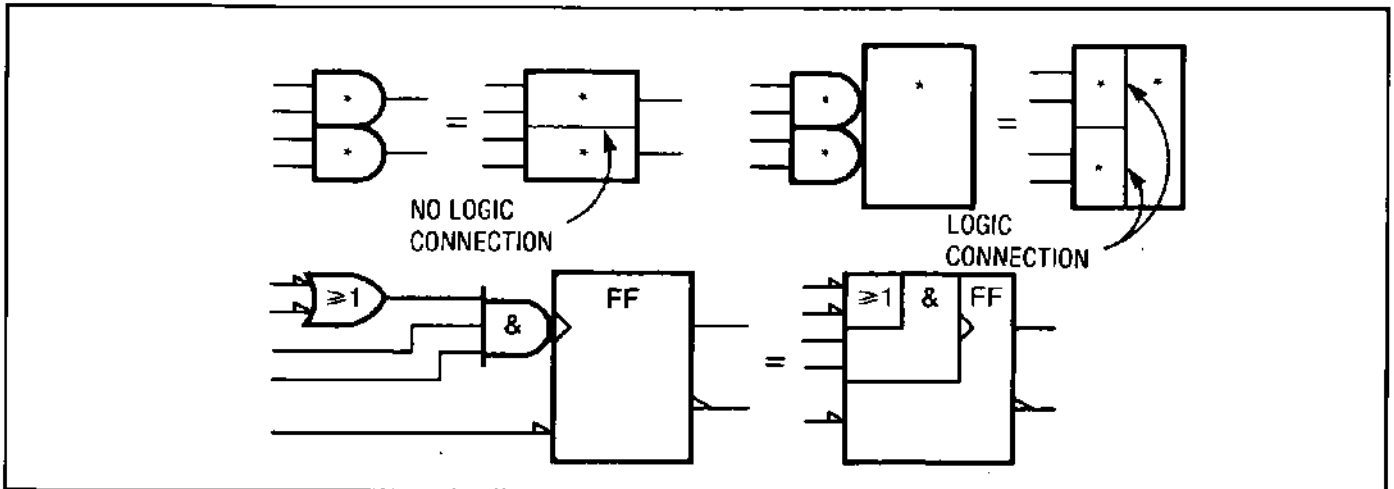 * = * * * = * *
* * * *
NO LOGIC
CONNECTION
LOGIC
CONNECTION
≥1 & FF = ≥1 & FF